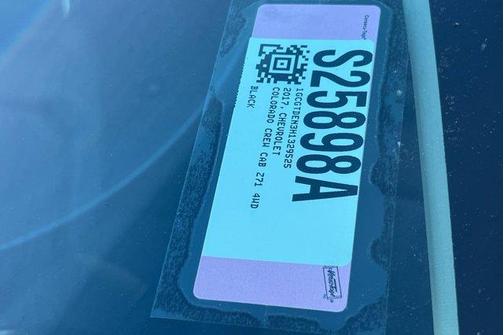 S25898A
1GCGTDEN3H1329525
2017, CHEVROLET
COLORADO CREW CAB Z71 4WD
BLACK